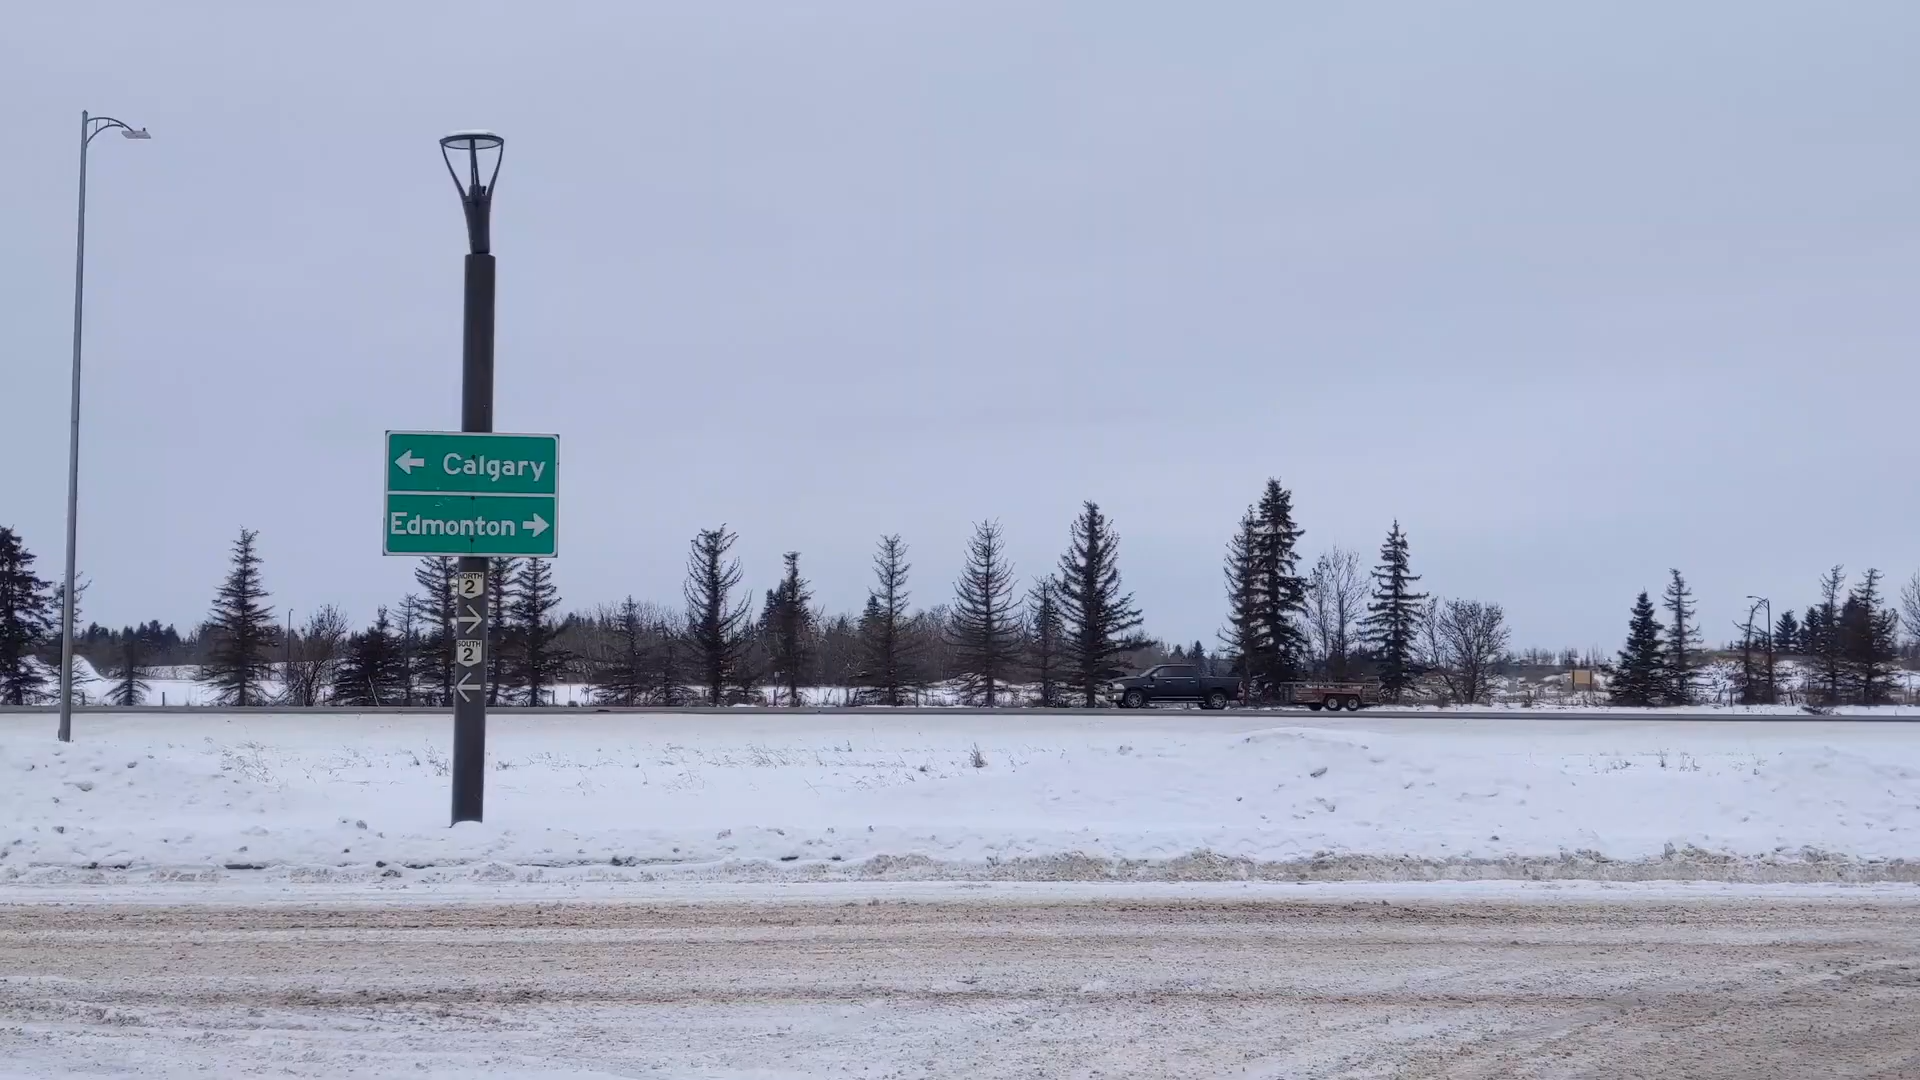 ← Calgary
Edmonton →
NORTH
2
→
SOUTH
2
←